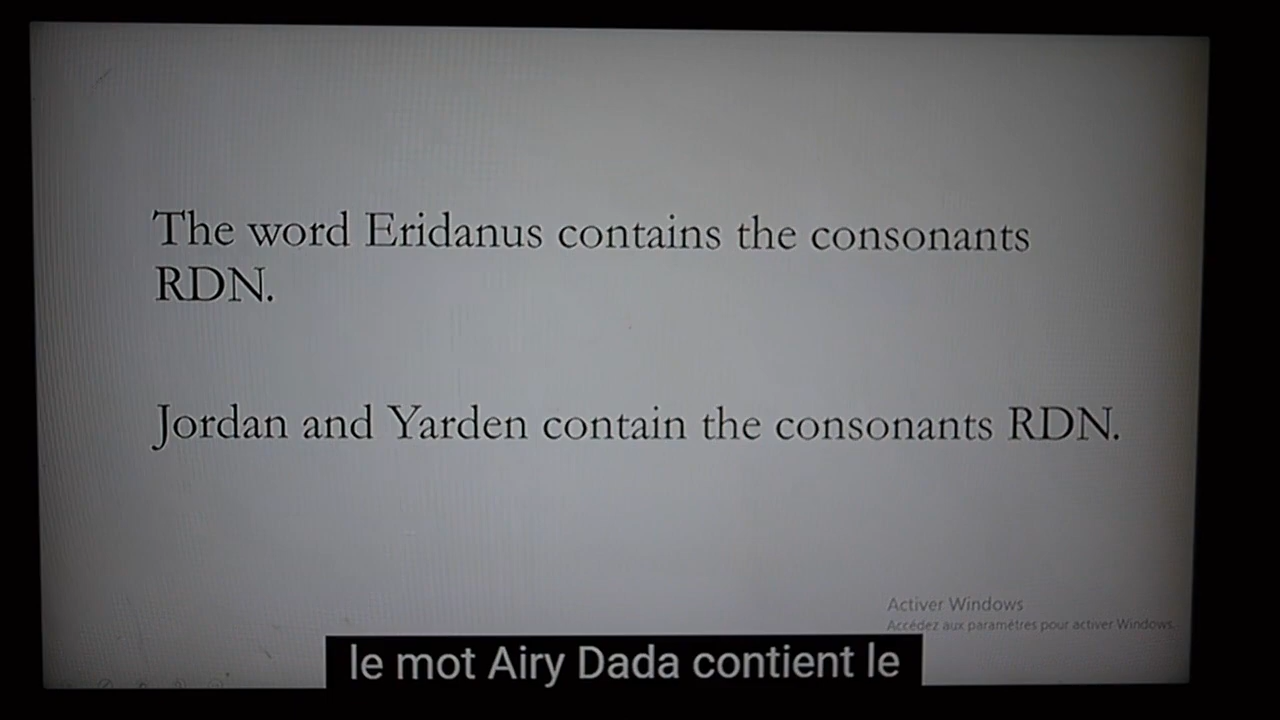 The word Eridanus contains the consonants
RDN.
Jordan and Yarden contain the consonants RDN.
Activer Windows
Accédez aux paramètres pour activer Windows.
le mot Airy Dada contient le